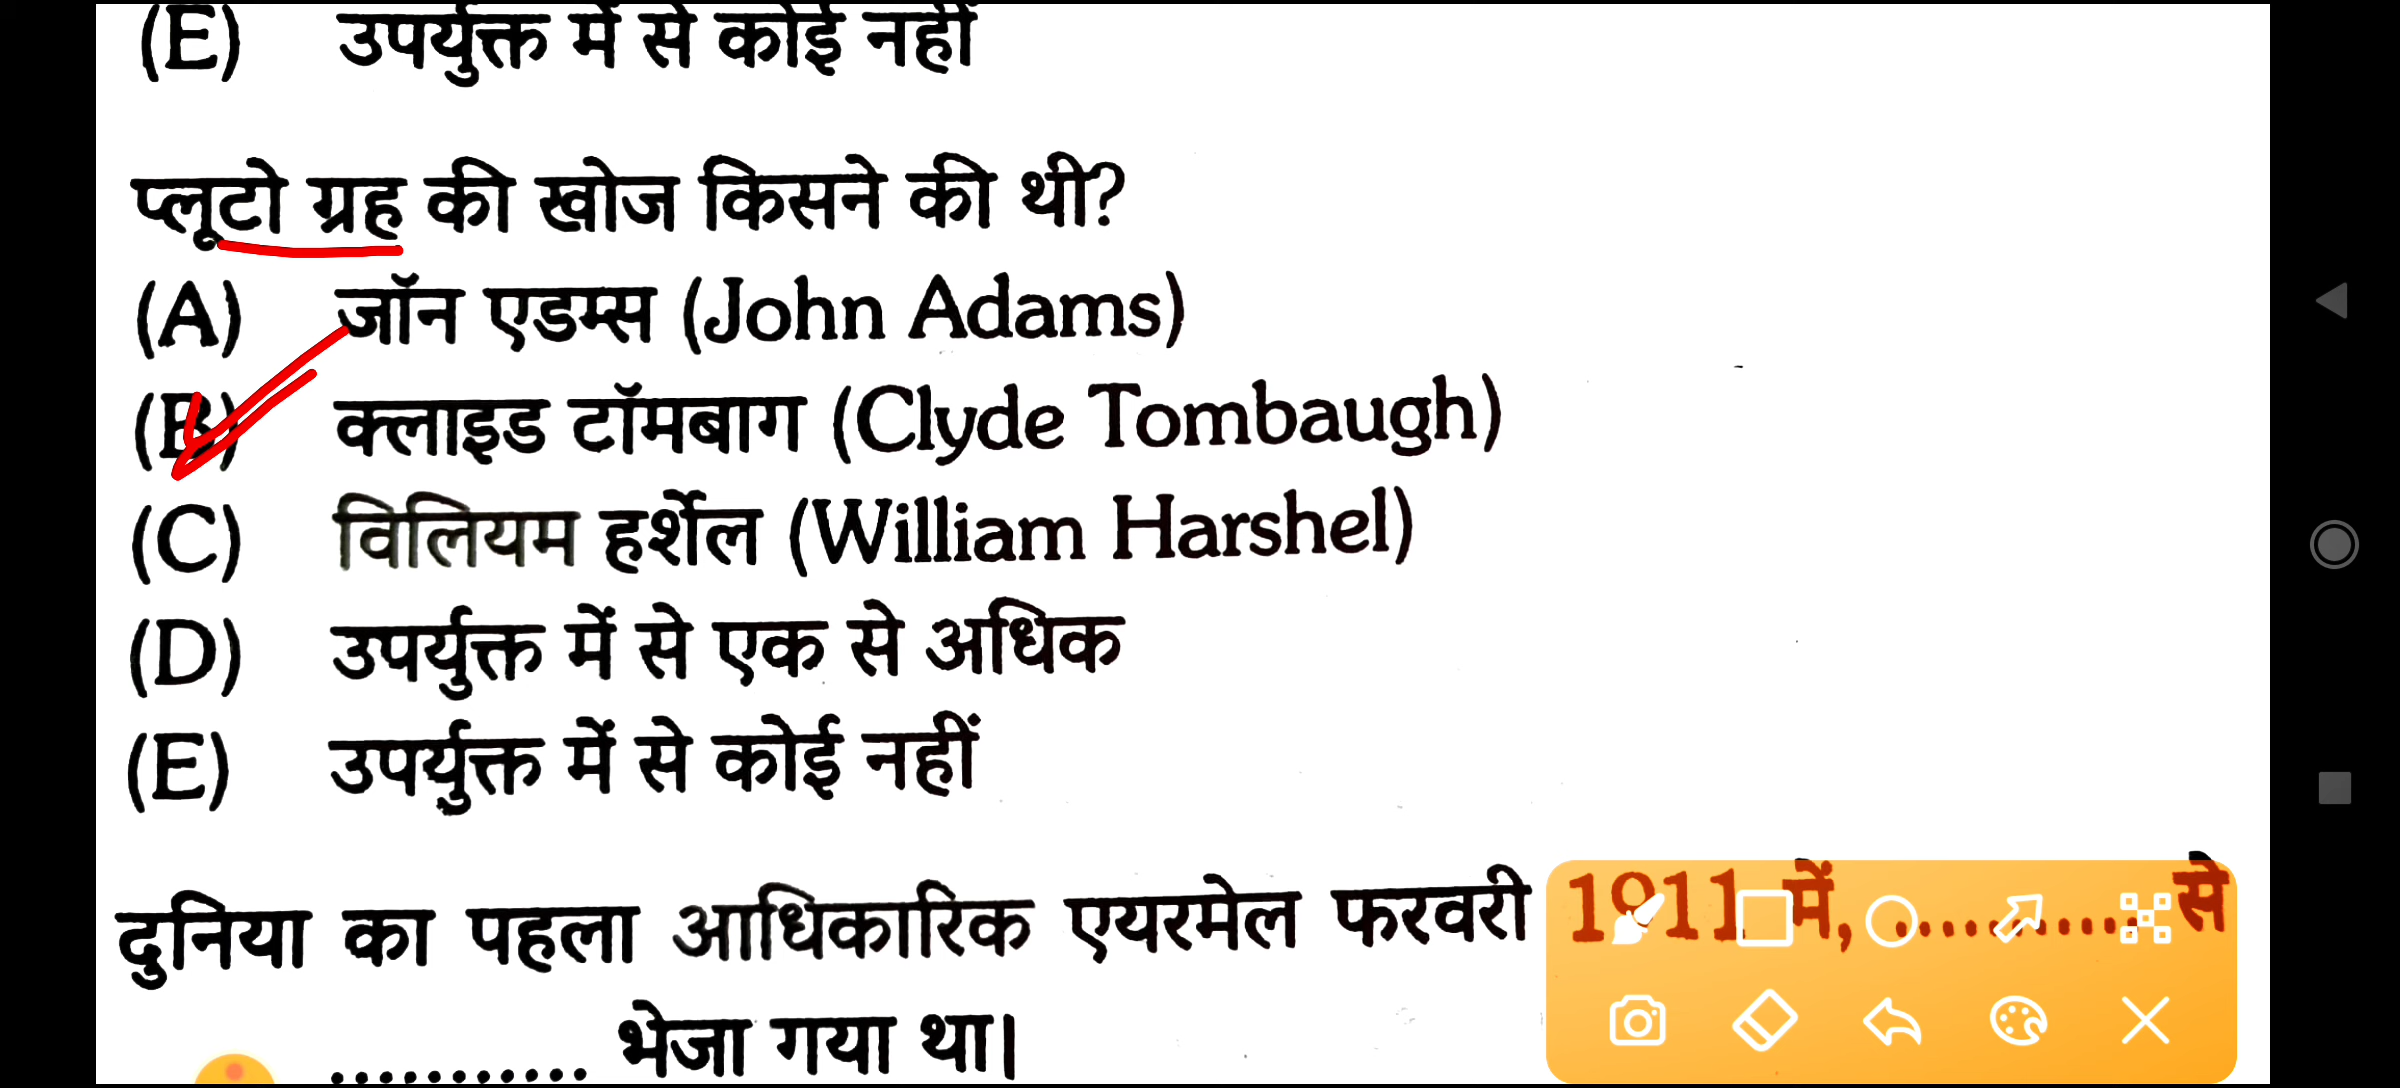 (E) उपर्युक्त में से कोई नहीं
प्लूटो ग्रह की खोज किसने की थी?
(A) जॉन एडम्स (John Adams)
(B) क्लाइड टॉमबाग (Clyde Tombaugh)
(C) विलियम हर्शेल (William Harshel)
(D) उपर्युक्त में से एक से अधिक
(E) उपर्युक्त में से कोई नहीं
दुनिया का पहला आधिकारिक एयरमेल फरवरी 1911 में, .......... से
........... भेजा गया था।